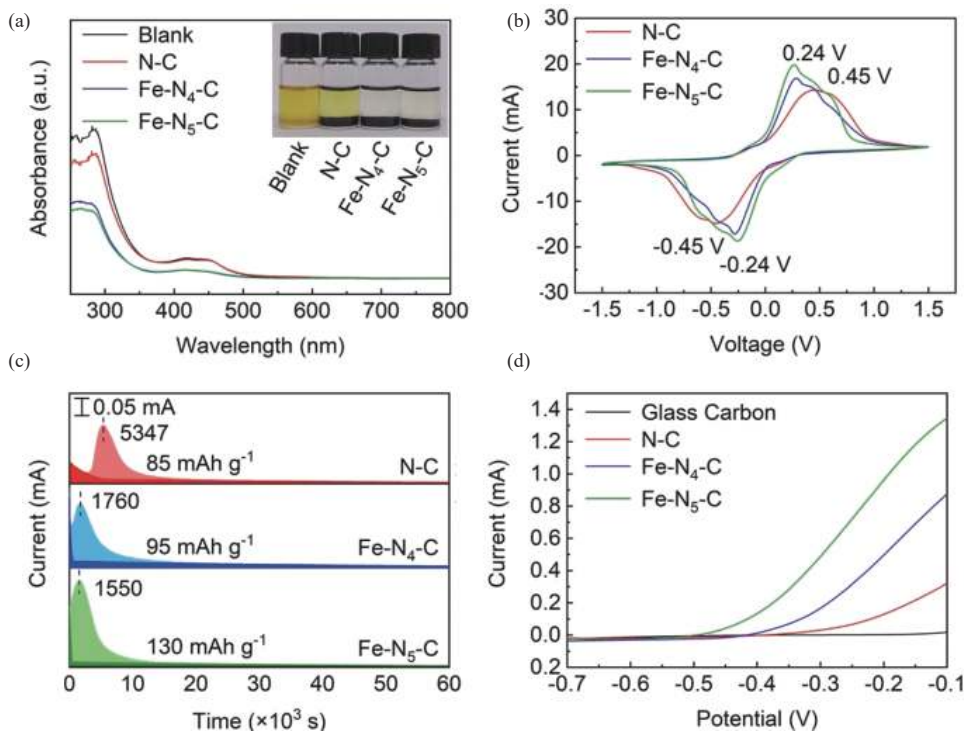 (a)
Blank
N-C
Fe-N₄-C
Fe-N₅-C
Blank
N-C
Fe-N₄-C
Fe-N₅-C
Absorbance (a.u.)
300 400 500 600 700 800
Wavelength (nm)
(b)
N-C
Fe-N₄-C
Fe-N₅-C
0.24 V
0.45 V
-0.45 V
-0.24 V
Current (mA)
30
20
10
0
10
20
30
-1.5 -1.0 -0.5 0.0 0.5 1.0 1.5
Voltage (V)
(c)
0.05 mA
5347
85 mAh g⁻¹
N-C
1760
95 mAh g⁻¹
Fe-N₄-C
1550
130 mAh g⁻¹
Fe-N₅-C
Current (mA)
0 10 20 30 40 50 60
Time (×10³ s)
(d)
Glass Carbon
N-C
Fe-N₄-C
Fe-N₅-C
Current (mA)
1.4
1.2
1.0
0.8
0.6
0.4
0.2
0.0
0.2
-0.7 -0.6 -0.5 -0.4 -0.3 -0.2 -0.1
Potential (V)